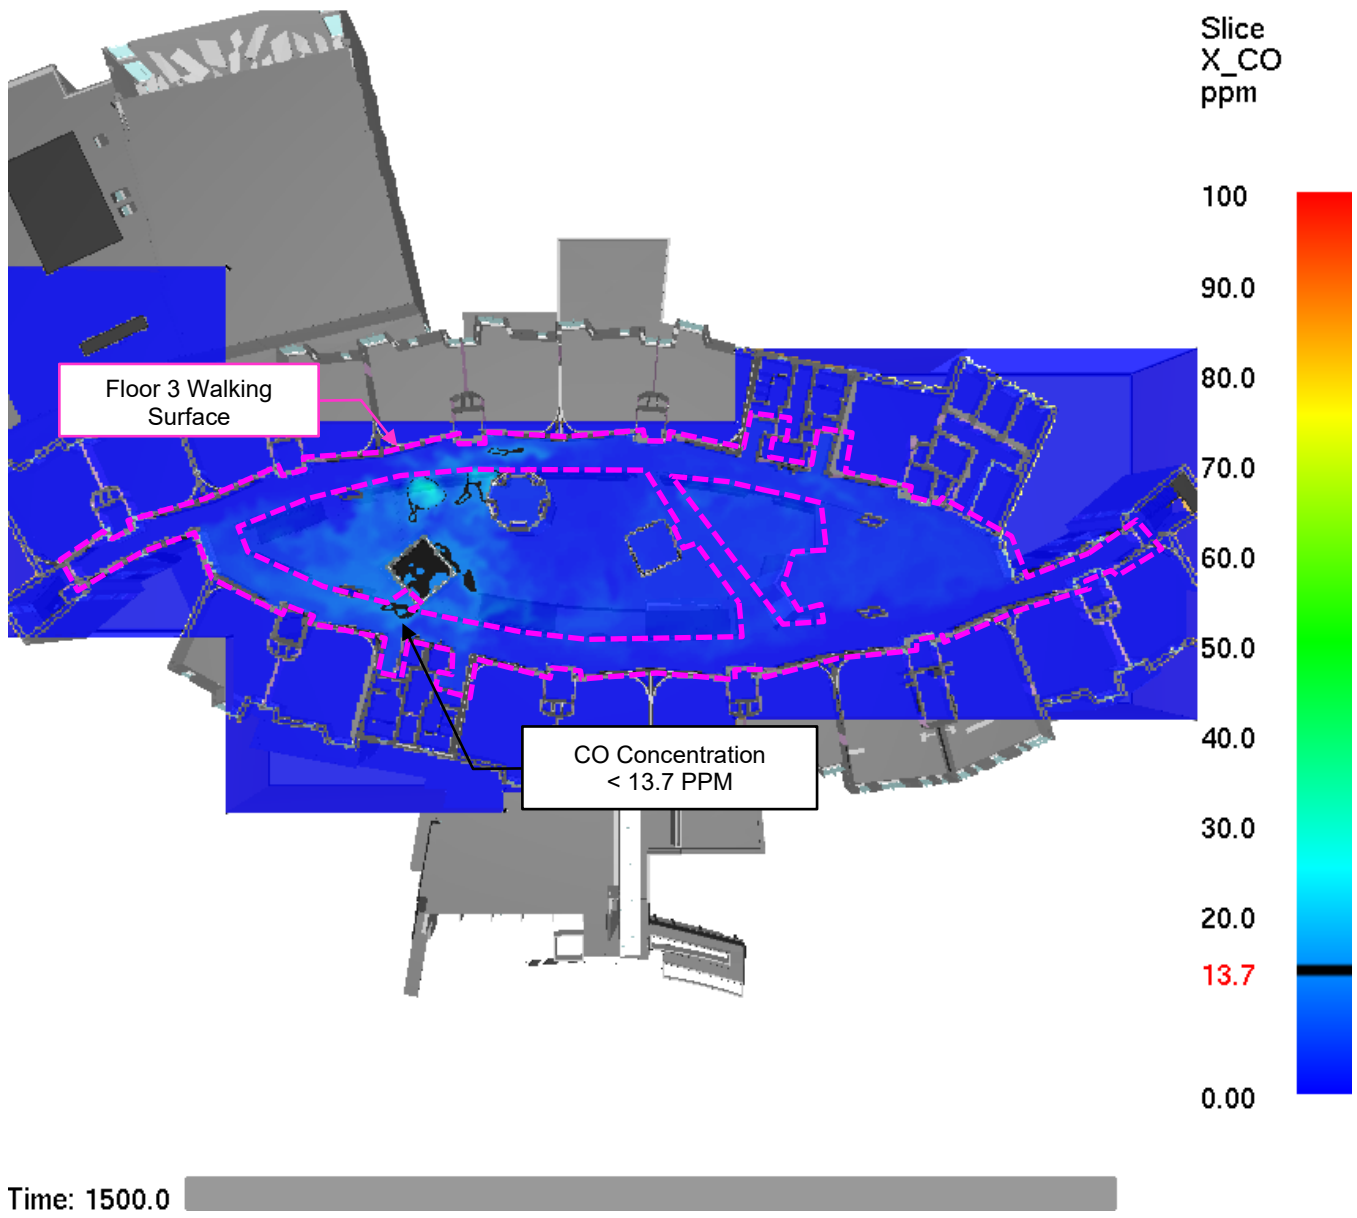 Slice
X_CO
ppm
100
90.0
80.0
70.0
60.0
50.0
40.0
30.0
20.0
13.7
0.00
Floor 3 Walking
Surface
CO Concentration
< 13.7 PPM
Time: 1500.0